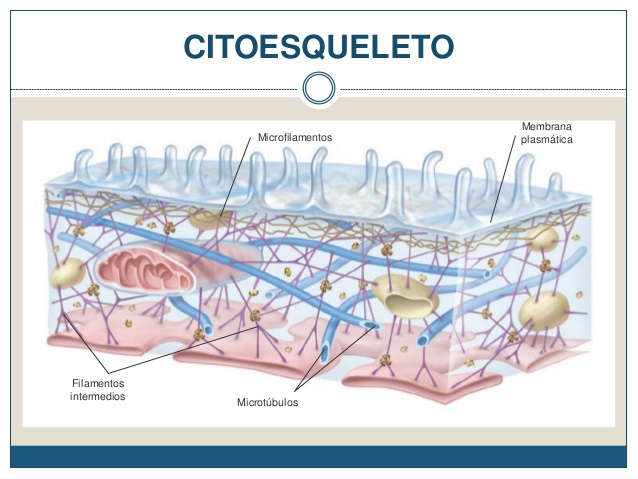 CITOESQUELETO
Membrana
plasmática
Microfilamentos
Filamentos
intermedios
Microtúbulos